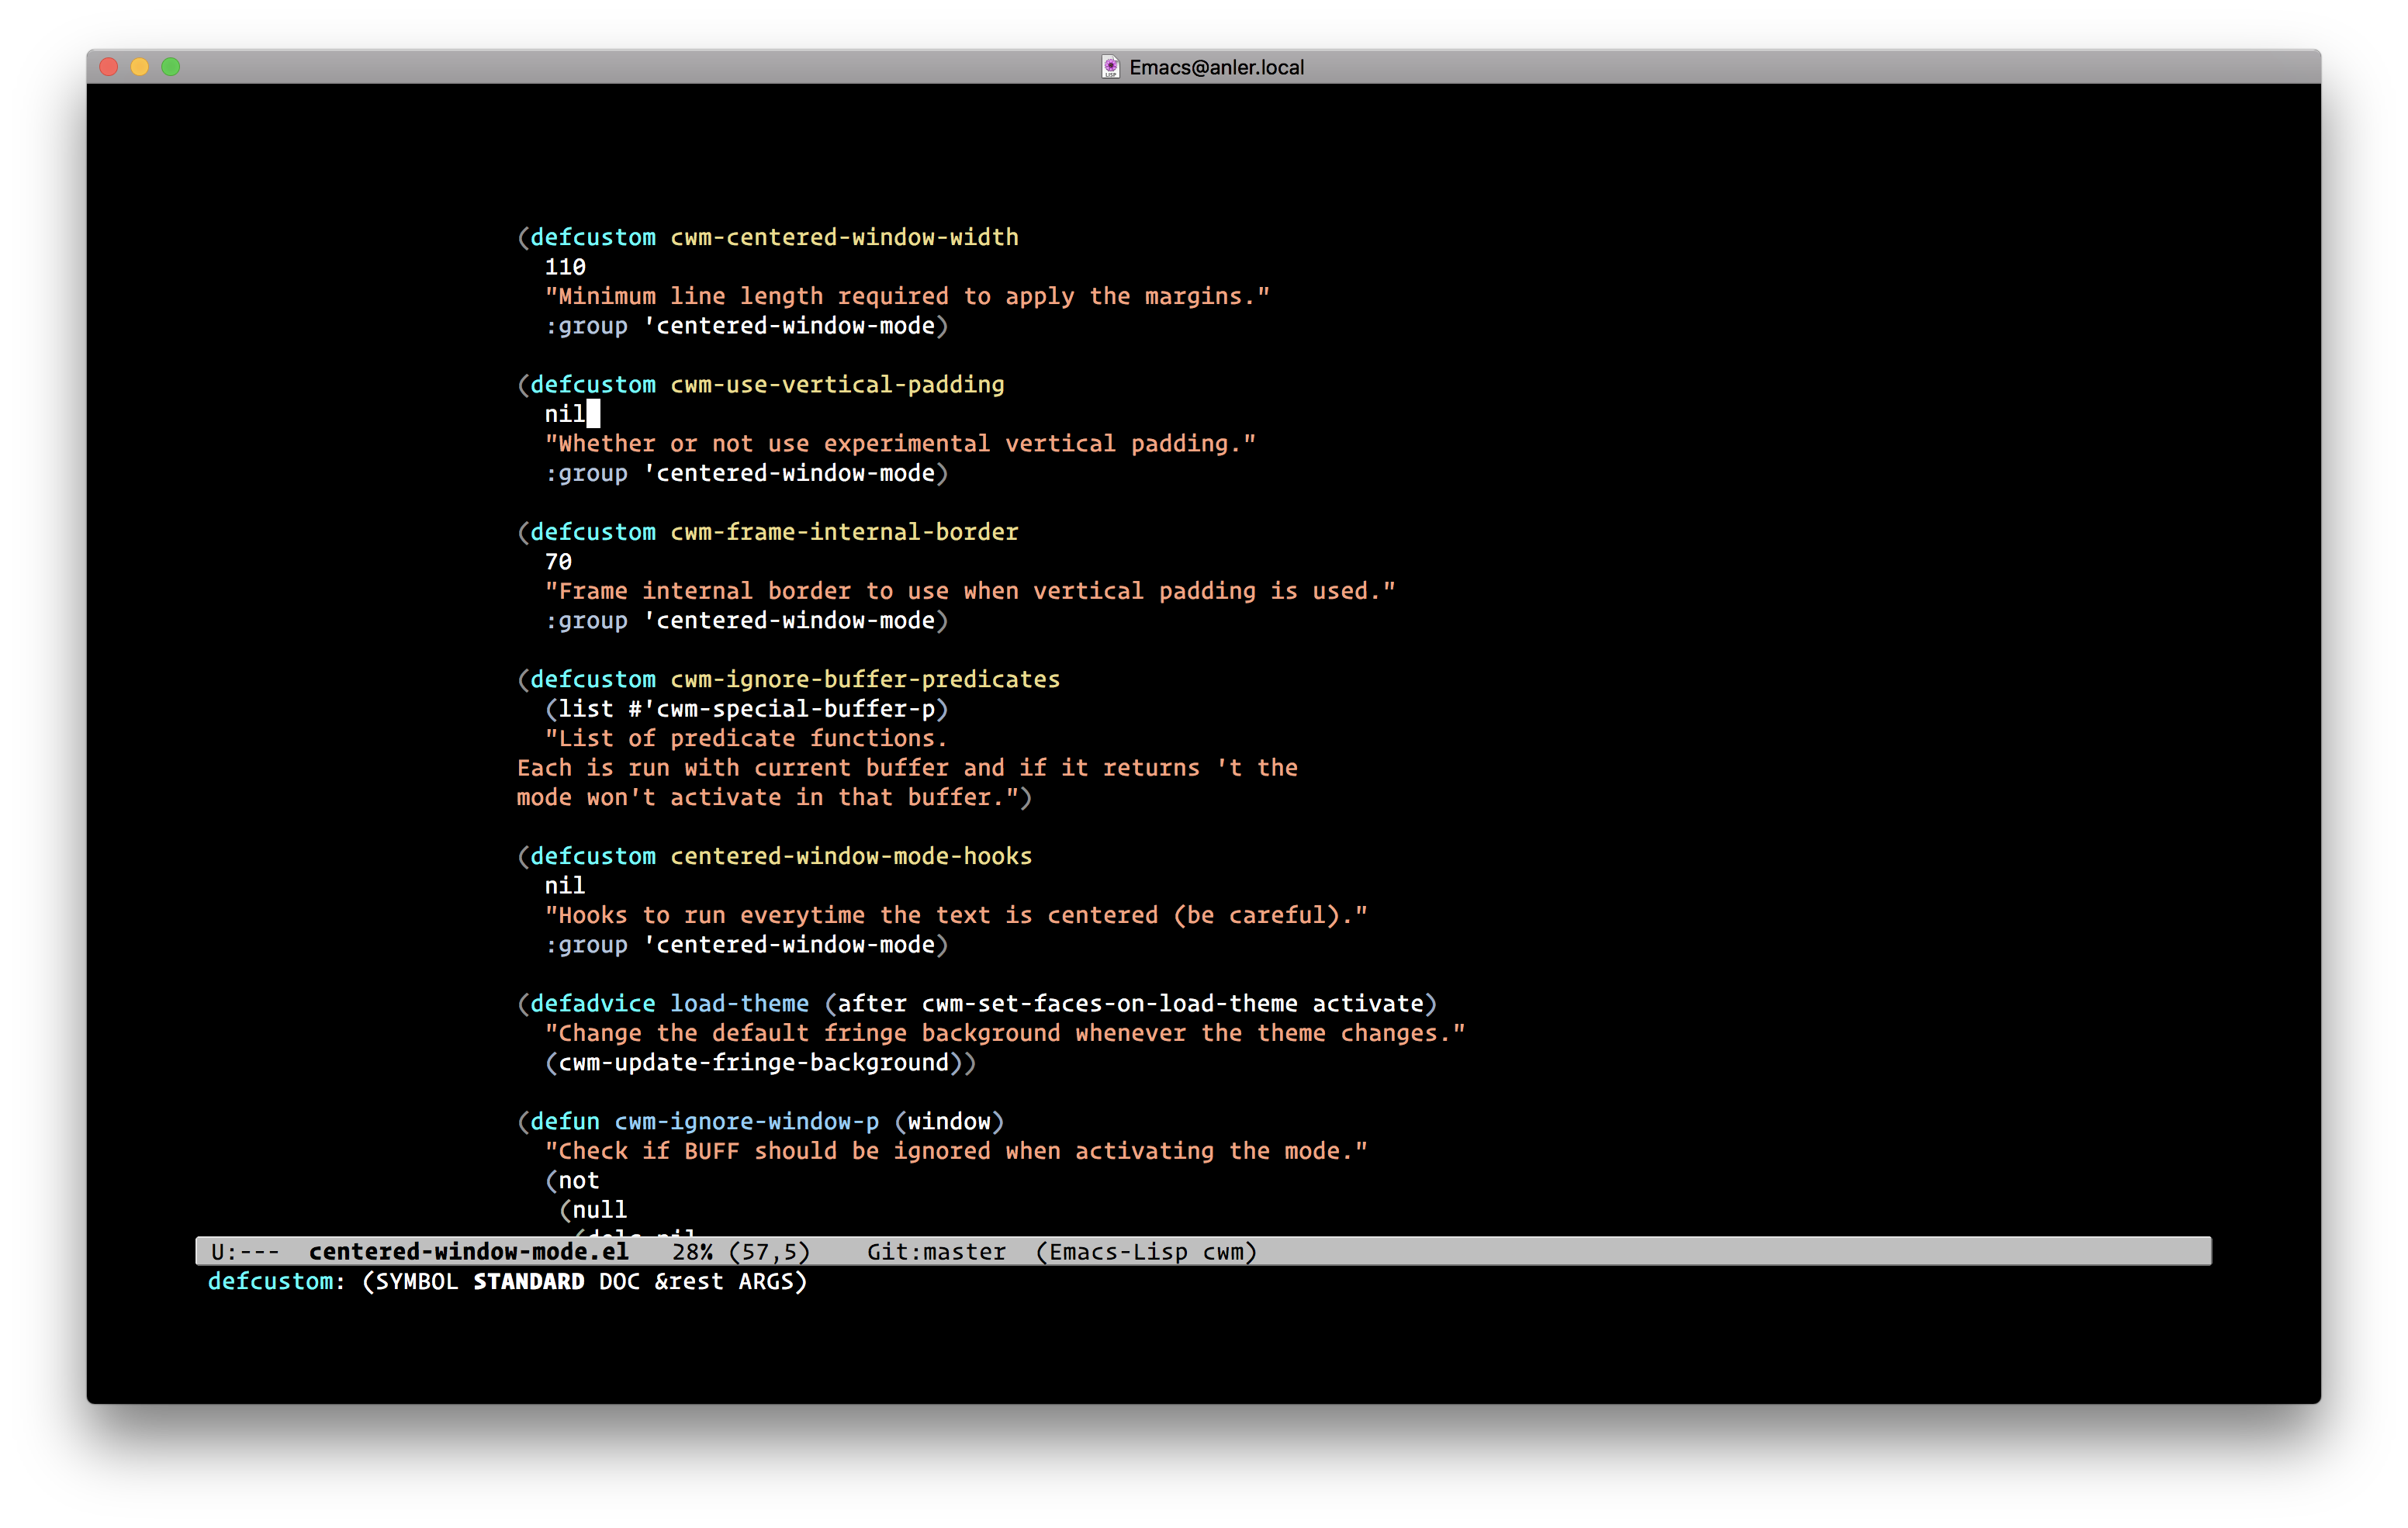 Emacs@anler.local
(defcustom cwm-centered-window-width
  110
  "Minimum line length required to apply the margins."
  :group 'centered-window-mode)

(defcustom cwm-use-vertical-padding
  nil
  "Whether or not use experimental vertical padding."
  :group 'centered-window-mode)

(defcustom cwm-frame-internal-border
  70
  "Frame internal border to use when vertical padding is used."
  :group 'centered-window-mode)

(defcustom cwm-ignore-buffer-predicates
  (list #'cwm-special-buffer-p)
  "List of predicate functions.
Each is run with current buffer and if it returns 't the
mode won't activate in that buffer.")

(defcustom centered-window-mode-hooks
  nil
  "Hooks to run everytime the text is centered (be careful)."
  :group 'centered-window-mode)

(defadvice load-theme (after cwm-set-faces-on-load-theme activate)
  "Change the default fringe background whenever the theme changes."
  (cwm-update-fringe-background))

(defun cwm-ignore-window-p (window)
  "Check if BUFF should be ignored when activating the mode."
  (not
   (null
U:---  centered-window-mode.el   28% (57,5)    Git:master  (Emacs-Lisp cwm)
defcustom: (SYMBOL STANDARD DOC &rest ARGS)